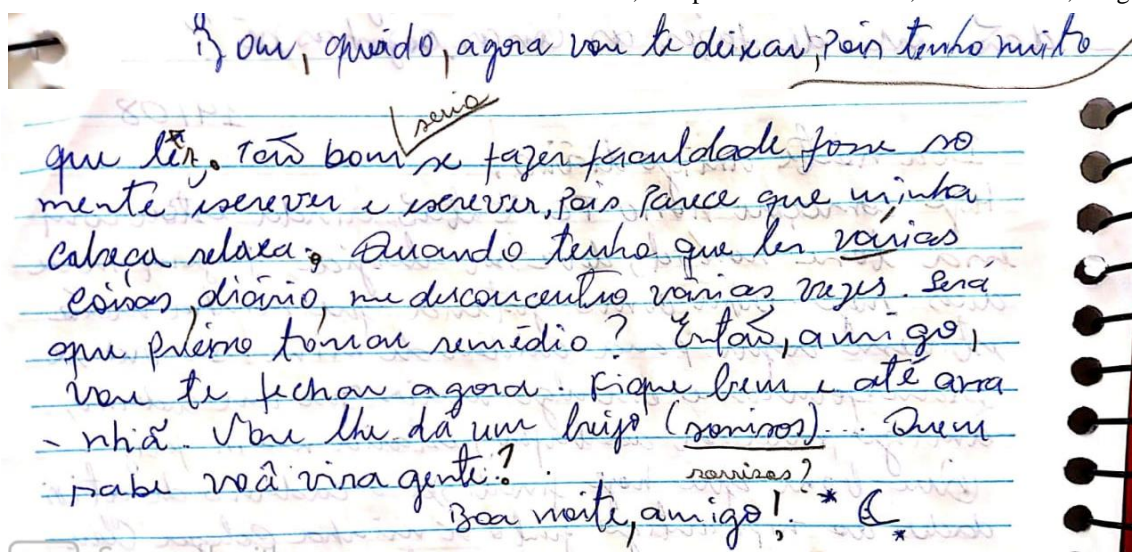 Bom, quiado, agora vou te deixar, pois tenho muito
que lêr. Tão bom seria se fazer faculdade fosse so
mente escrever e escrever, pois parece que minha
cabeça relaxa; Quando tenho que ler várias
coisas, diário, me desconcentro várias vezes. Será
que preciso tomar remédio? Então, amigo,
vou te fechar agora. Fique bem e até ama
-nhã. Vou lhe dá um beijo (sorrisos)... Quem
sabe você vira gente?!
sorrisos?
Boa noite, amigo!